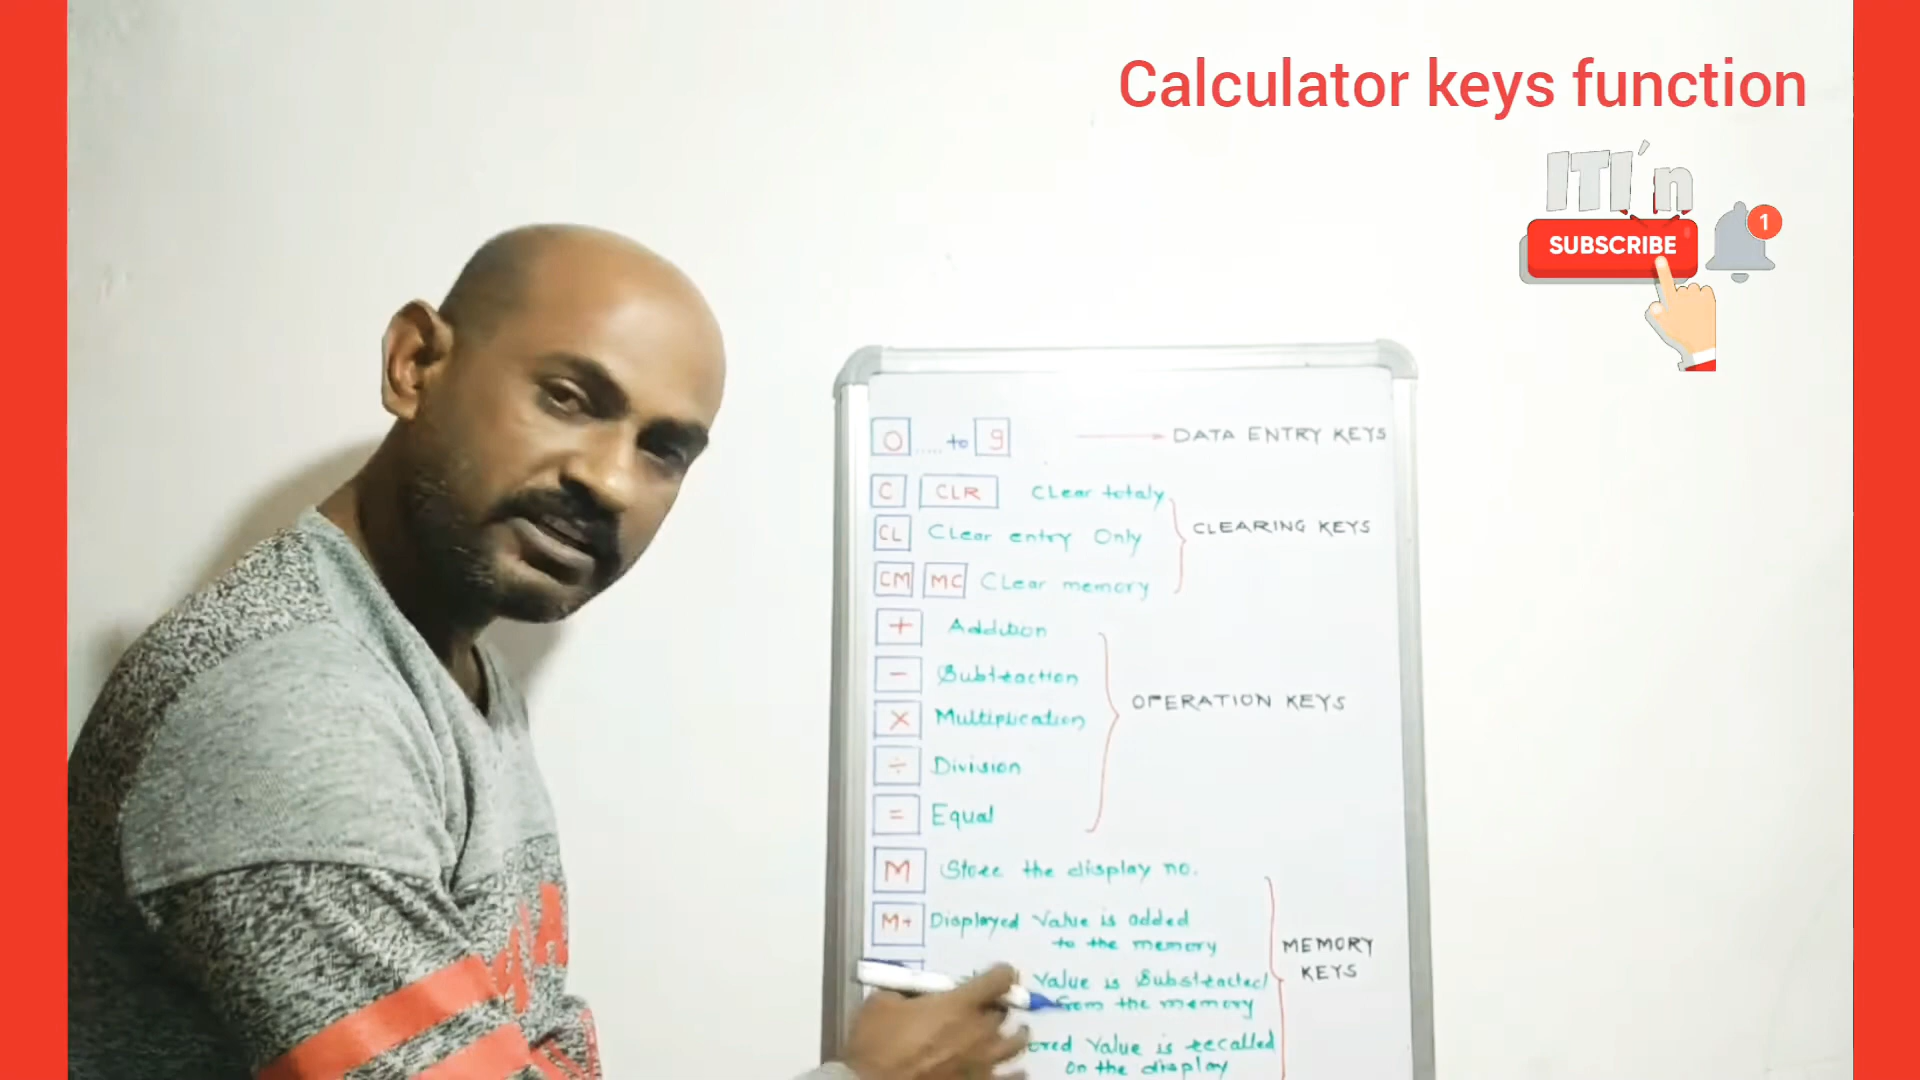 Calculator keys function
ITI'n
SUBSCRIBE
1
0 ..... to 9 DATA ENTRY KEYS
C CLR Clear totaly
CL Clear entry Only
CLEARING KEYS
CM MC Clear memory
+ Addition
- Subtraction
OPERATION KEYS
× Multiplication
÷ Division
= Equal
M Store the display no.
M+ Displayed Value is added
to the memory
MEMORY
KEYS
Value is Substracted
from the memory
Value is recalled
on the display